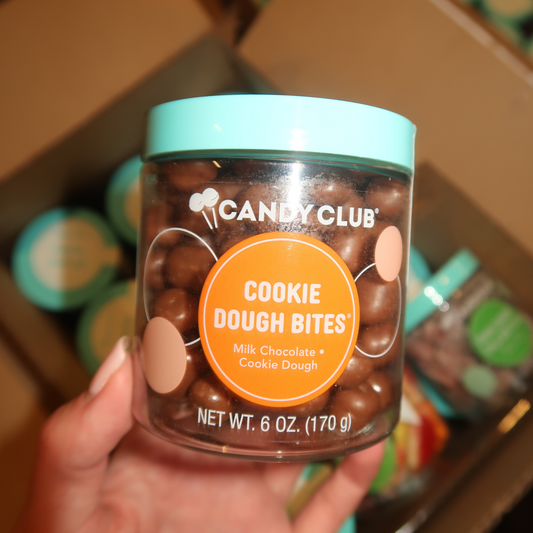 CANDY CLUB®
COOKIE
DOUGH BITES®
Milk Chocolate •
Cookie Dough
NET WT. 6 OZ. (170 g)